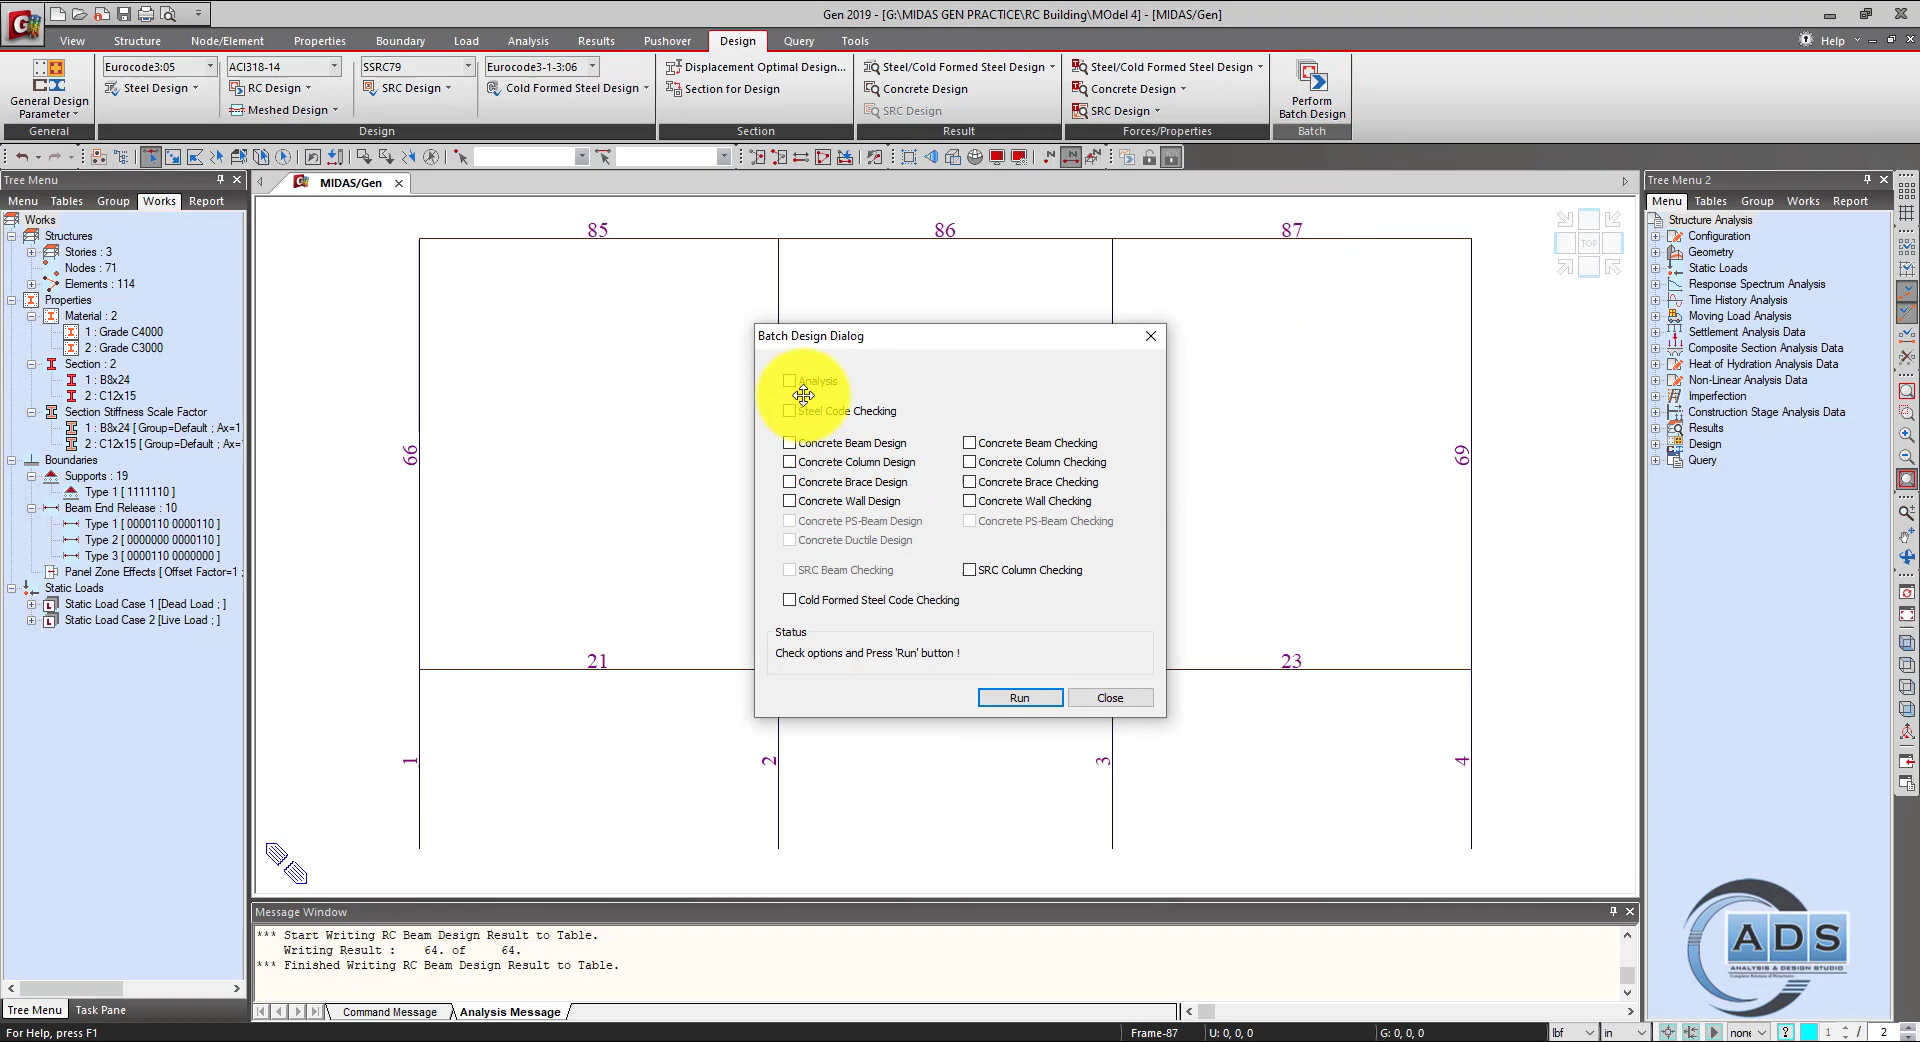 Gen 2019 - [G:\MIDAS GEN PRACTICE\RC Building\MOdel 4] - [MIDAS/Gen]
View Structure Node/Element Properties Boundary Load Analysis Results Pushover Design Query Tools Help
Eurocode3:05 ACI318-14 SSRC79 Eurocode3-1-3:06 Displacement Optimal Design... Steel/Cold Formed Steel Design Steel/Cold Formed Steel Design
Steel Design RC Design SRC Design Cold Formed Steel Design Section for Design Concrete Design Concrete Design
General Design Parameter Meshed Design SRC Design SRC Design Perform Batch Design
General Design Section Result Forces/Properties Batch
Tree Menu
MIDAS/Gen
Tree Menu 2
Menu Tables Group Works Report
Menu Tables Group Works Report
Works
Structures
Stories : 3
Nodes : 71
Elements : 114
Properties
Material : 2
1 : Grade C4000
2 : Grade C3000
Section : 2
1 : B8x24
2 : C12x15
Section Stiffness Scale Factor
1 : B8x24 [ Group=Default ; Ax=1
2 : C12x15 [ Group=Default ; Ax=
Boundaries
Supports : 19
Type 1 [ 1111110 ]
Beam End Release : 10
Type 1 [ 0000110 0000110 ]
Type 2 [ 0000000 0000110 ]
Type 3 [ 0000110 0000000 ]
Panel Zone Effects [ Offset Factor=1 ;
Static Loads
Static Load Case 1 [Dead Load ; ]
Static Load Case 2 [Live Load ; ]
85 86 87
66 69
21 23
1 2 3 4
TOP
Batch Design Dialog
Analysis
Steel Code Checking
Concrete Beam Design Concrete Beam Checking
Concrete Column Design Concrete Column Checking
Concrete Brace Design Concrete Brace Checking
Concrete Wall Design Concrete Wall Checking
Concrete PS-Beam Design Concrete PS-Beam Checking
Concrete Ductile Design
SRC Beam Checking SRC Column Checking
Cold Formed Steel Code Checking
Status
Check options and Press 'Run' button !
Run Close
Structure Analysis
Configuration
Geometry
Static Loads
Response Spectrum Analysis
Time History Analysis
Moving Load Analysis
Settlement Analysis Data
Composite Section Analysis Data
Heat of Hydration Analysis Data
Non-Linear Analysis Data
Imperfection
Construction Stage Analysis Data
Results
Design
Query
Message Window
*** Start Writing RC Beam Design Result to Table.
Writing Result : 64. of 64.
*** Finished Writing RC Beam Design Result to Table.
Command Message Analysis Message
Tree Menu Task Pane
ADS
ANALYSIS & DESIGN STUDIO
For Help, press F1 Frame-87 U: 0, 0, 0 G: 0, 0, 0 lbf in none ? 1 / 2